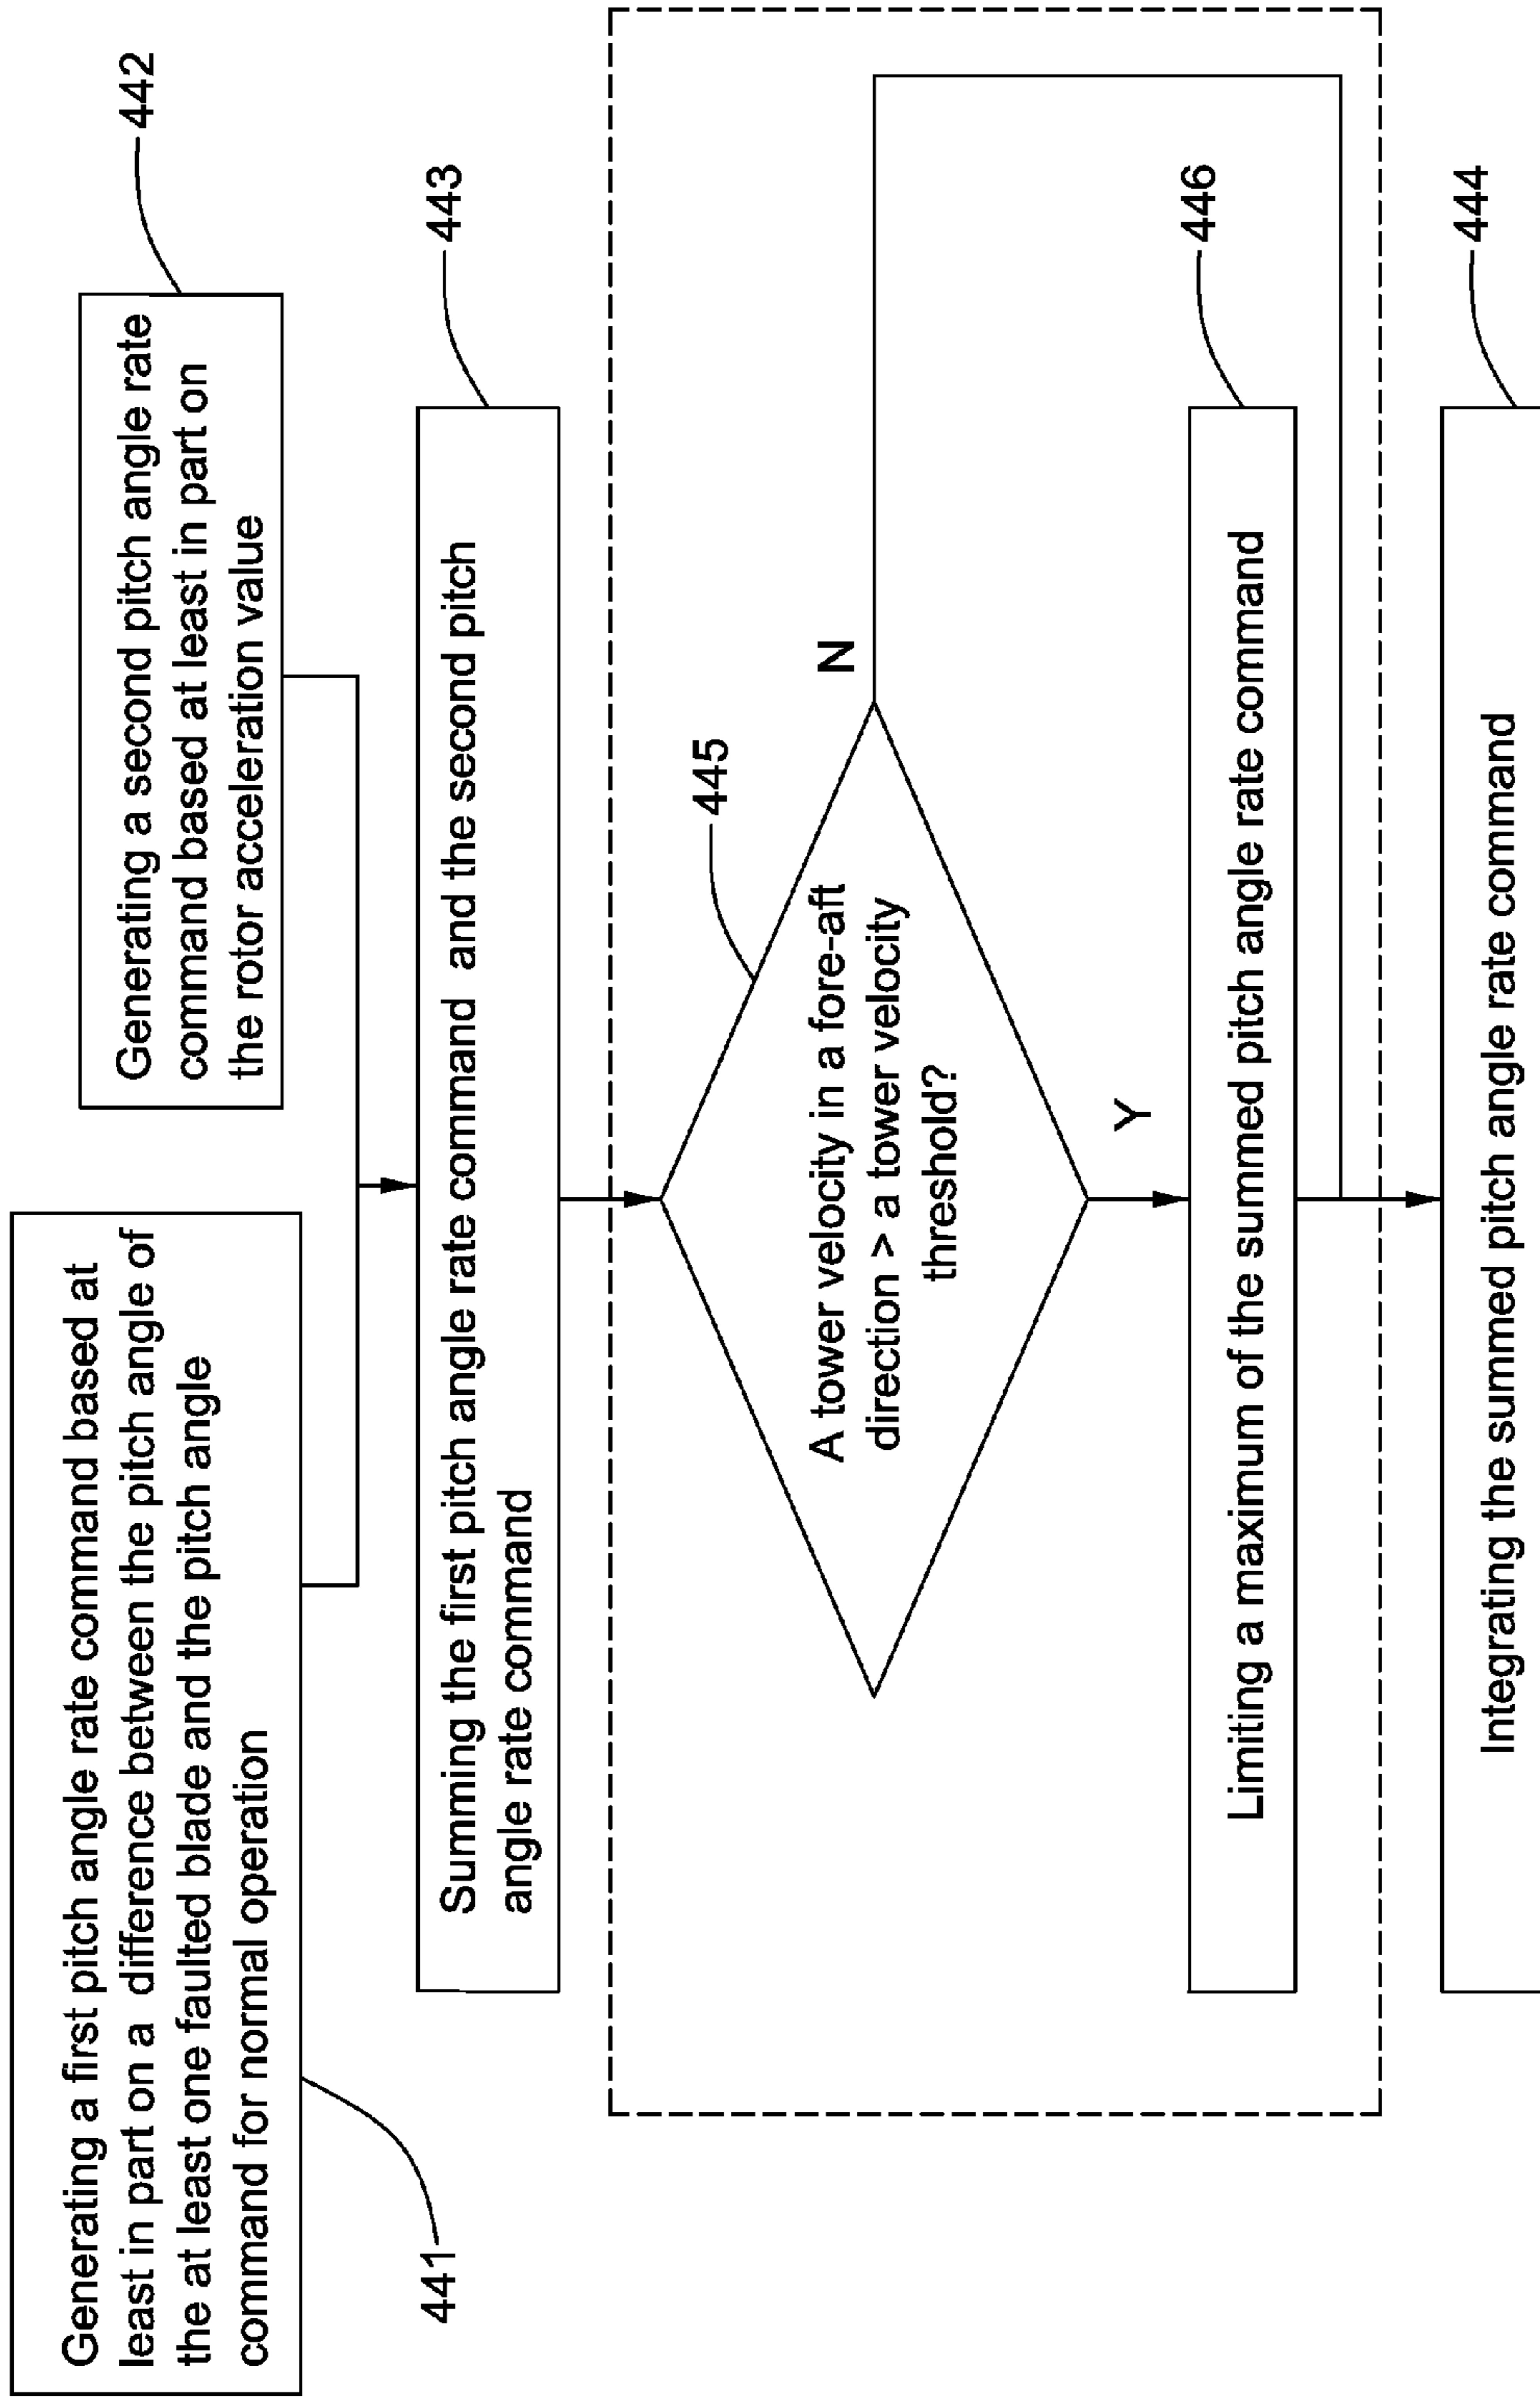 Generating a first pitch angle rate command based at
least in part on a difference between the pitch angle of
the at least one faulted blade and the pitch angle
command for normal operation
441
Generating a second pitch angle rate
command based at least in part on
the rotor acceleration value
442
Summing the first pitch angle rate command and the second pitch
angle rate command
443
A tower velocity in a fore-aft
direction > a tower velocity
threshold?
445
N
Y
Limiting a maximum of the summed pitch angle rate command
446
Integrating the summed pitch angle rate command
444